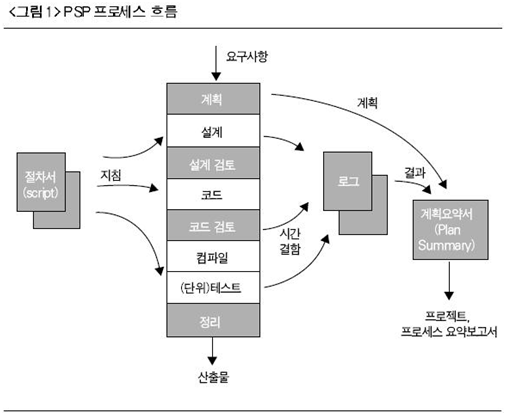 <그림 1> PSP 프로세스 흐름
요구사항
계획
설계
설계 검토
코드
코드 검토
컴파일
(단위)테스트
정리
산출물
절차서
(script)
지침
로그
시간
결함
계획
결과
계획요약서
(Plan
Summary)
프로젝트,
프로세스 요약보고서